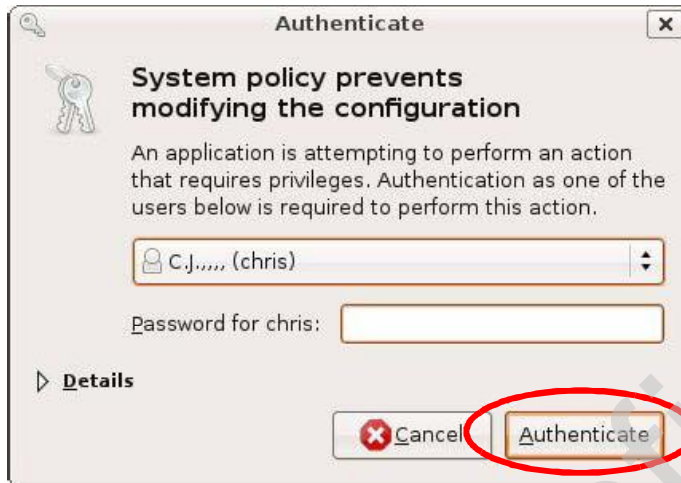 Authenticate
System policy prevents
modifying the configuration
An application is attempting to perform an action
that requires privileges. Authentication as one of the
users below is required to perform this action.
C.J.,,,,, (chris)
Password for chris:
Details
Cancel
Authenticate